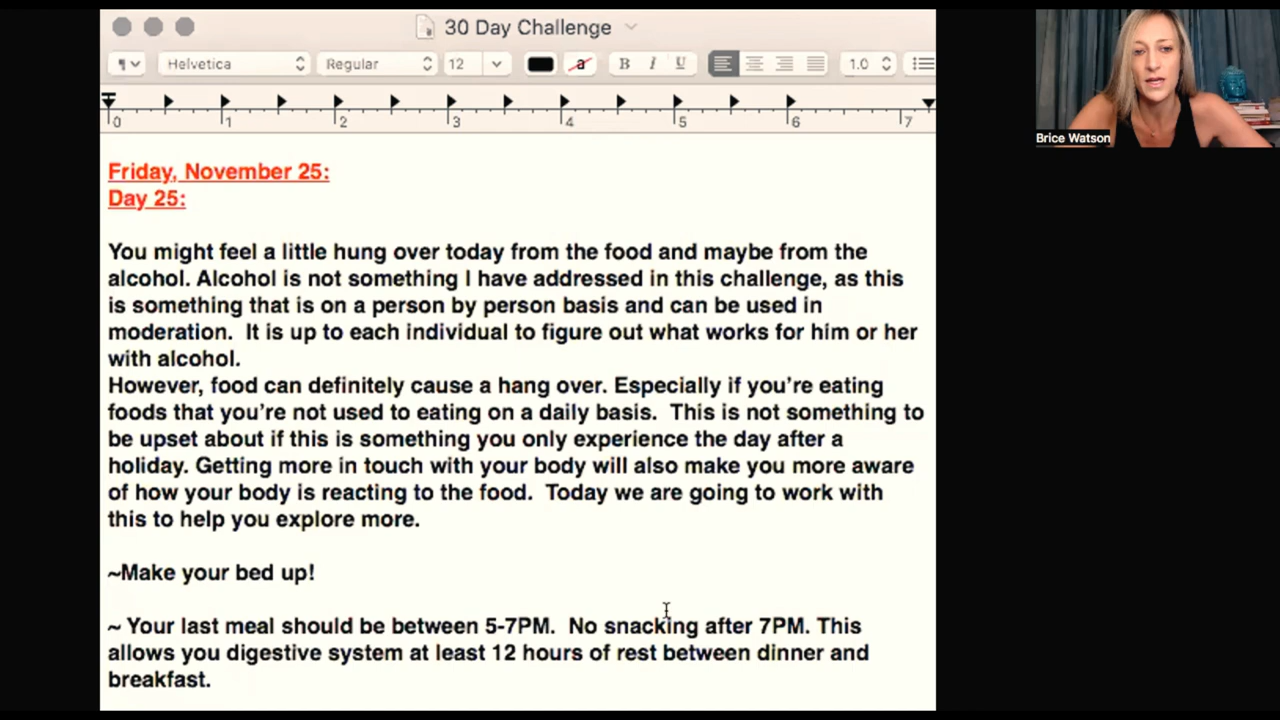 30 Day Challenge
Helvetica Regular 12 a B I U 1.0
0 1 2 3 4 5 6 7
Brice Watson
Friday, November 25:
Day 25:
You might feel a little hung over today from the food and maybe from the
alcohol. Alcohol is not something I have addressed in this challenge, as this
is something that is on a person by person basis and can be used in
moderation.  It is up to each individual to figure out what works for him or her
with alcohol.
However, food can definitely cause a hang over. Especially if you’re eating
foods that you’re not used to eating on a daily basis.  This is not something to
be upset about if this is something you only experience the day after a
holiday. Getting more in touch with your body will also make you more aware
of how your body is reacting to the food.  Today we are going to work with
this to help you explore more.
~Make your bed up!
~ Your last meal should be between 5-7PM.  No snacking after 7PM. This
allows you digestive system at least 12 hours of rest between dinner and
breakfast.